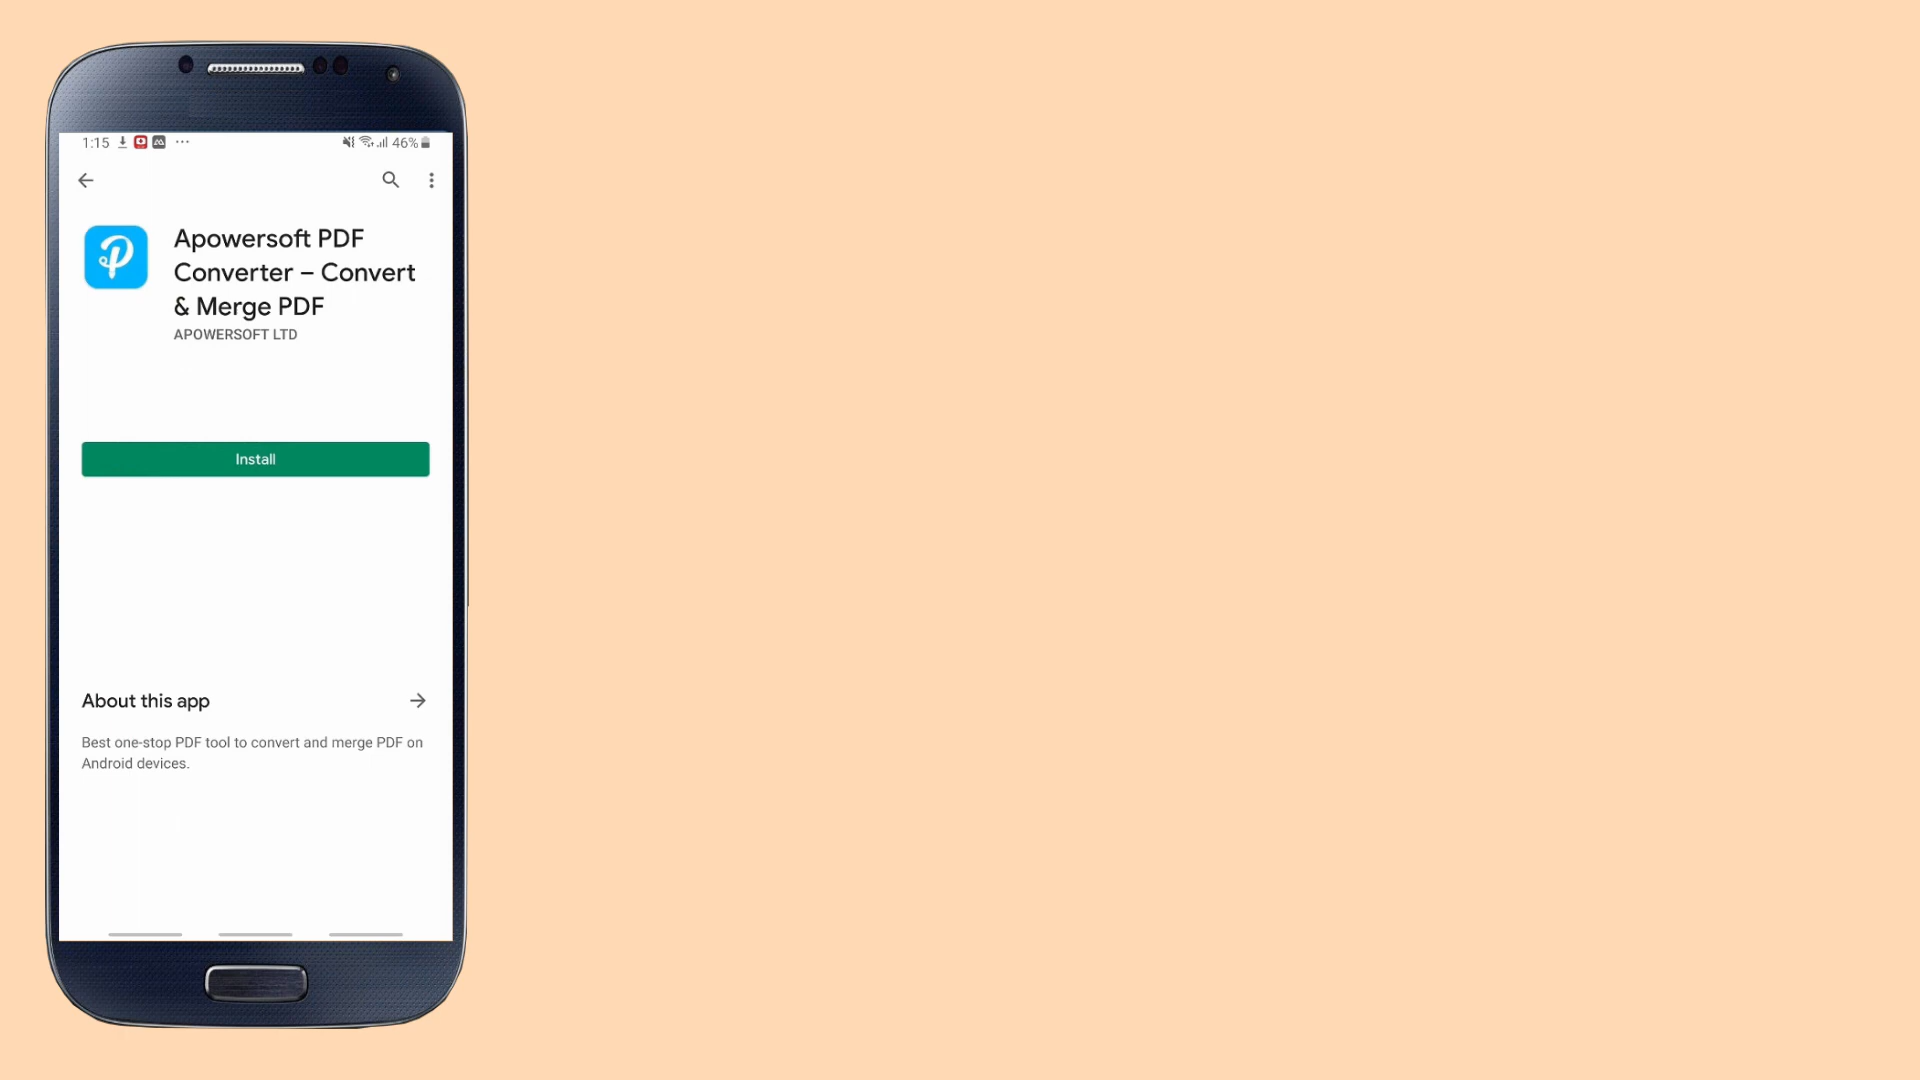 1:15 46%
Apowersoft PDF
Converter – Convert
& Merge PDF
APOWERSOFT LTD
Install
About this app
Best one-stop PDF tool to convert and merge PDF on
Android devices.